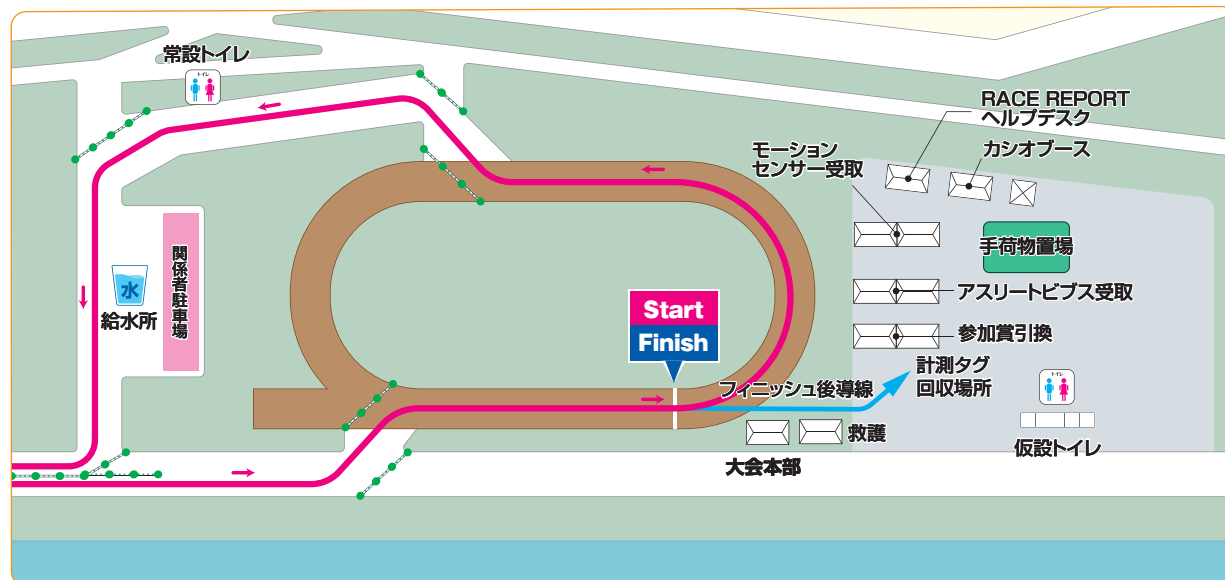 常設トイレ
トイレ
RACE REPORT
ヘルプデスク
カシオブース
モーション
センサー受取
手荷物置場
関係者駐車場
水
給水所
アスリートビブス受取
Start
Finish
参加賞引換
計測タグ
回収場所
フィニッシュ後導線
トイレ
救護
仮設トイレ
大会本部